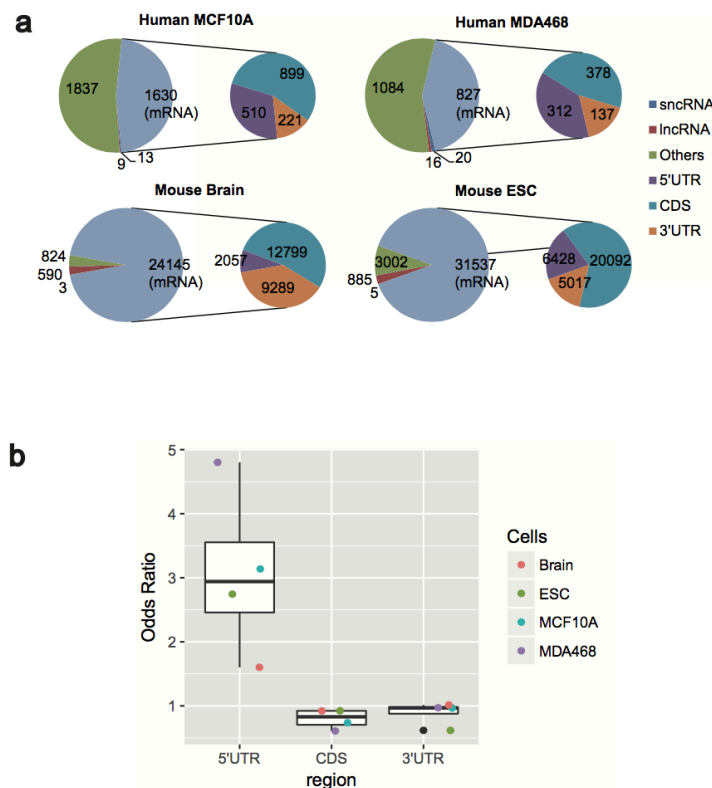 a
Human MCF10A
Human MDA468
1837
1630
(mRNA)
13
9
899
510
221
1084
827
(mRNA)
20
16
378
312
137
sncRNA
lncRNA
Others
5'UTR
CDS
3'UTR
Mouse Brain
Mouse ESC
824
590
3
24145
(mRNA)
12799
2057
9289
3002
885
5
31537
(mRNA)
6428
20092
5017
b
5
4
3
2
1
Odds Ratio
5'UTR
CDS
3'UTR
region
Cells
Brain
ESC
MCF10A
MDA468